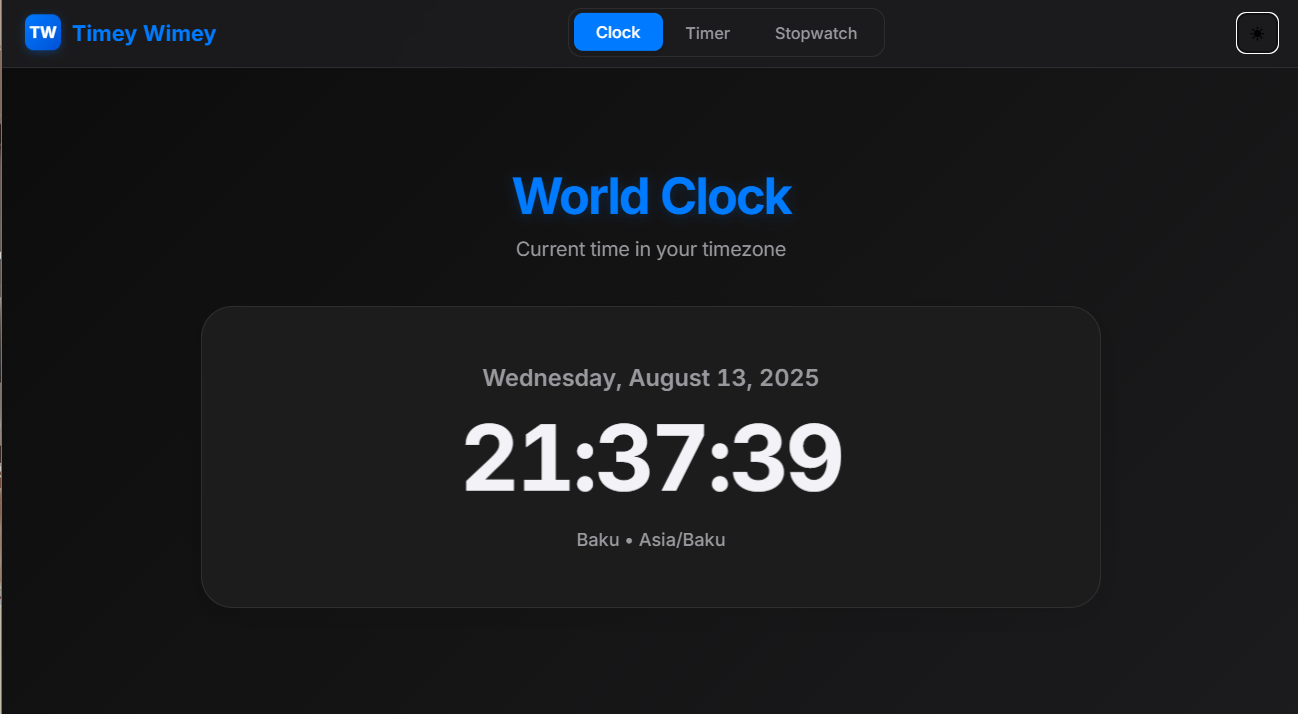 TW Timey Wimey
Clock Timer Stopwatch
World Clock
Current time in your timezone
Wednesday, August 13, 2025
21:37:39
Baku • Asia/Baku